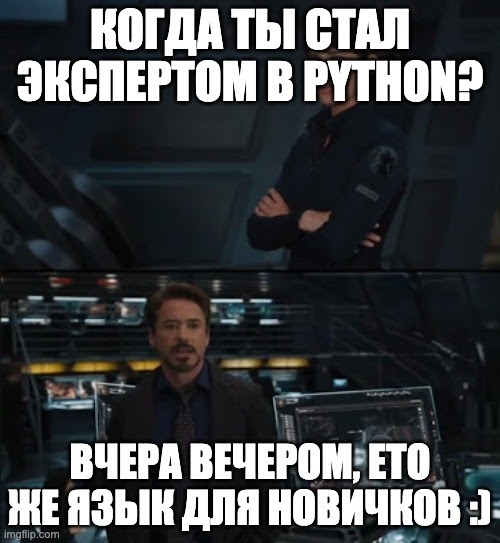 КОГДА ТЫ СТАЛ
ЭКСПЕРТОМ В PYTHON?
ВЧЕРА ВЕЧЕРОМ, ЕТО
ЖЕ ЯЗЫК ДЛЯ НОВИЧКОВ :)
imgflip.com